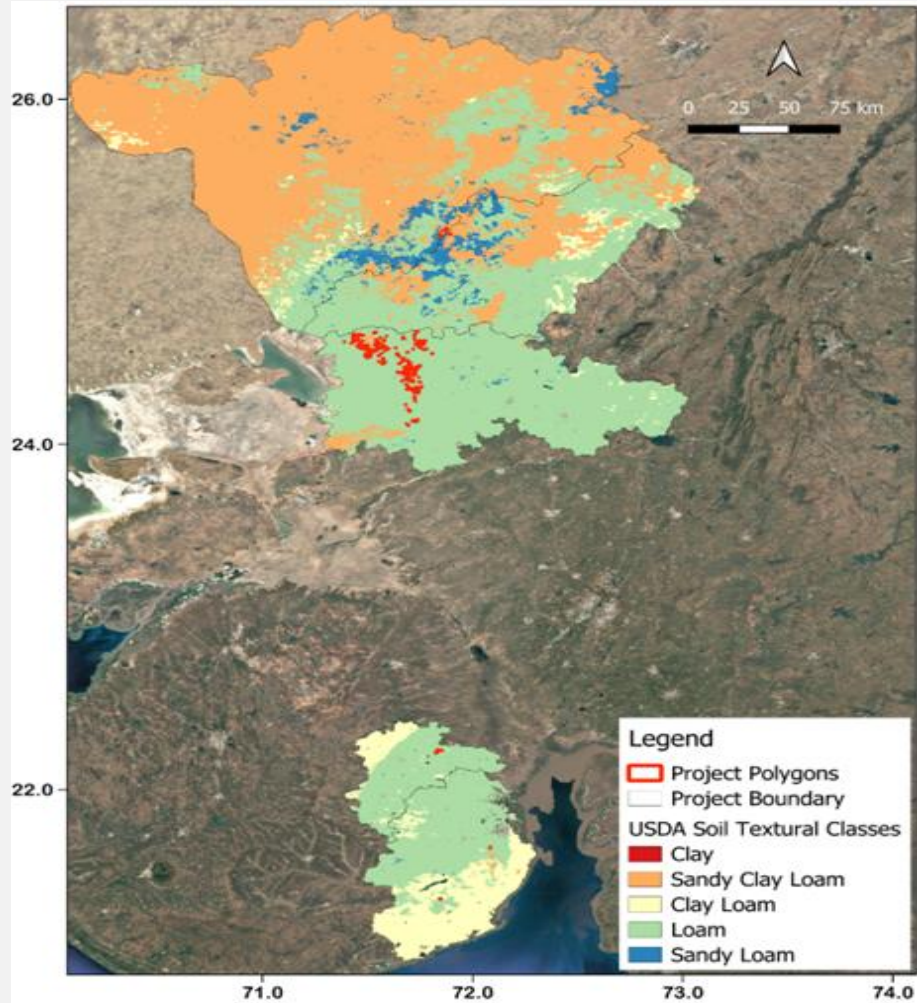 26.0
0 25 50 75 km
24.0
22.0
Legend
Project Polygons
Project Boundary
USDA Soil Textural Classes
Clay
Sandy Clay Loam
Clay Loam
Loam
Sandy Loam
71.0 72.0 73.0 74.0